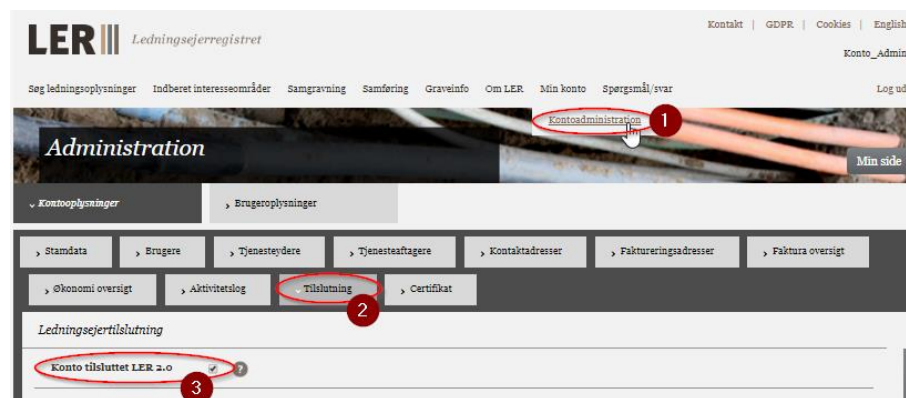 Kontakt | GDPR | Cookies | English
LER Ledningsejerregistret
Konto_Admin
Søg ledningsoplysninger Indberet interesseområder Samgravning Samføring Graveinfo Om LER Min konto Spørgsmål/svar Log ud
Kontoadministration 1
Administration
Min side
Kontooplysninger Brugeroplysninger
Stamdata Brugere Tjenesteydere Tjenesteaftagere Kontaktadresser Faktureringsadresser Faktura oversigt
Økonomi oversigt Aktivitetslog Tilslutning Certifikat
2
Ledningsejertilslutning
Konto tilsluttet LER 2.0 ?
3